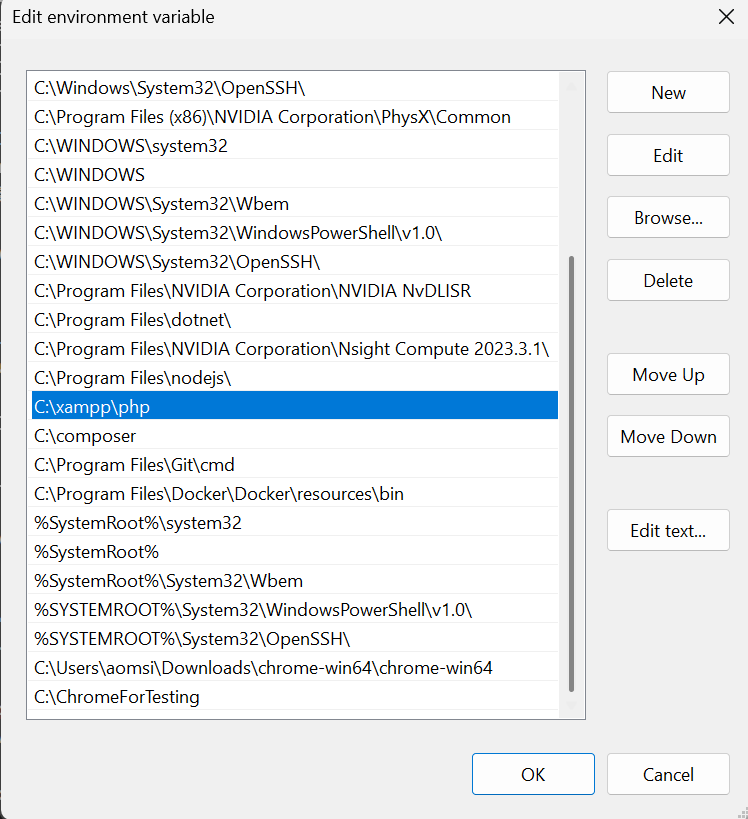 Edit environment variable
C:\Windows\System32\OpenSSH\
C:\Program Files (x86)\NVIDIA Corporation\PhysX\Common
C:\WINDOWS\system32
C:\WINDOWS
C:\WINDOWS\System32\Wbem
C:\WINDOWS\System32\WindowsPowerShell\v1.0\
C:\WINDOWS\System32\OpenSSH\
C:\Program Files\NVIDIA Corporation\NVIDIA NvDLISR
C:\Program Files\dotnet\
C:\Program Files\NVIDIA Corporation\Nsight Compute 2023.3.1\
C:\Program Files\nodejs\
C:\xampp\php
C:\composer
C:\Program Files\Git\cmd
C:\Program Files\Docker\Docker\resources\bin
%SystemRoot%\system32
%SystemRoot%
%SystemRoot%\System32\Wbem
%SYSTEMROOT%\System32\WindowsPowerShell\v1.0\
%SYSTEMROOT%\System32\OpenSSH\
C:\Users\aomsi\Downloads\chrome-win64\chrome-win64
C:\ChromeForTesting
New
Edit
Browse...
Delete
Move Up
Move Down
Edit text...
OK
Cancel